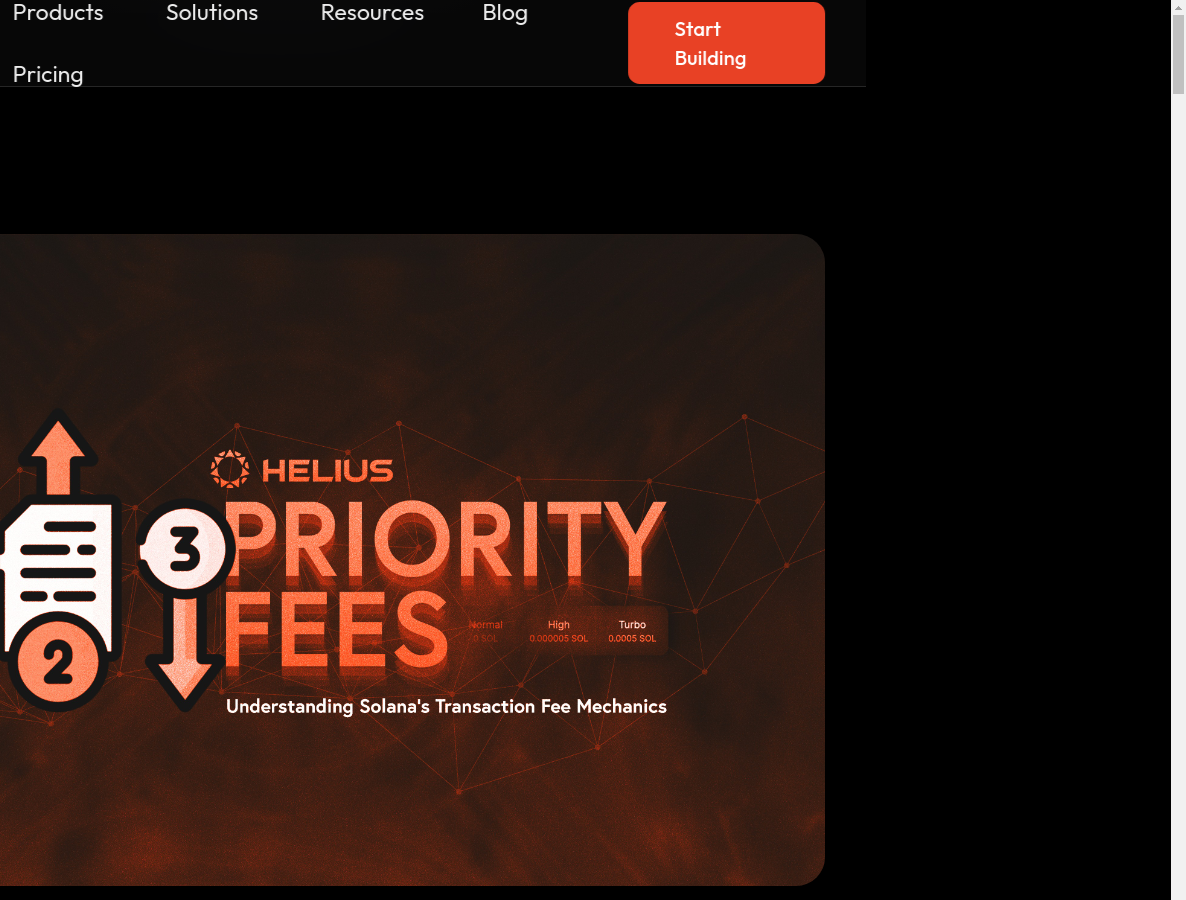 Products Solutions Resources Blog
Start
Building
Pricing
HELIUS
PRIORITY
FEES
Normal High Turbo
0 SOL 0.000005 SOL 0.0005 SOL
3
2
Understanding Solana's Transaction Fee Mechanics